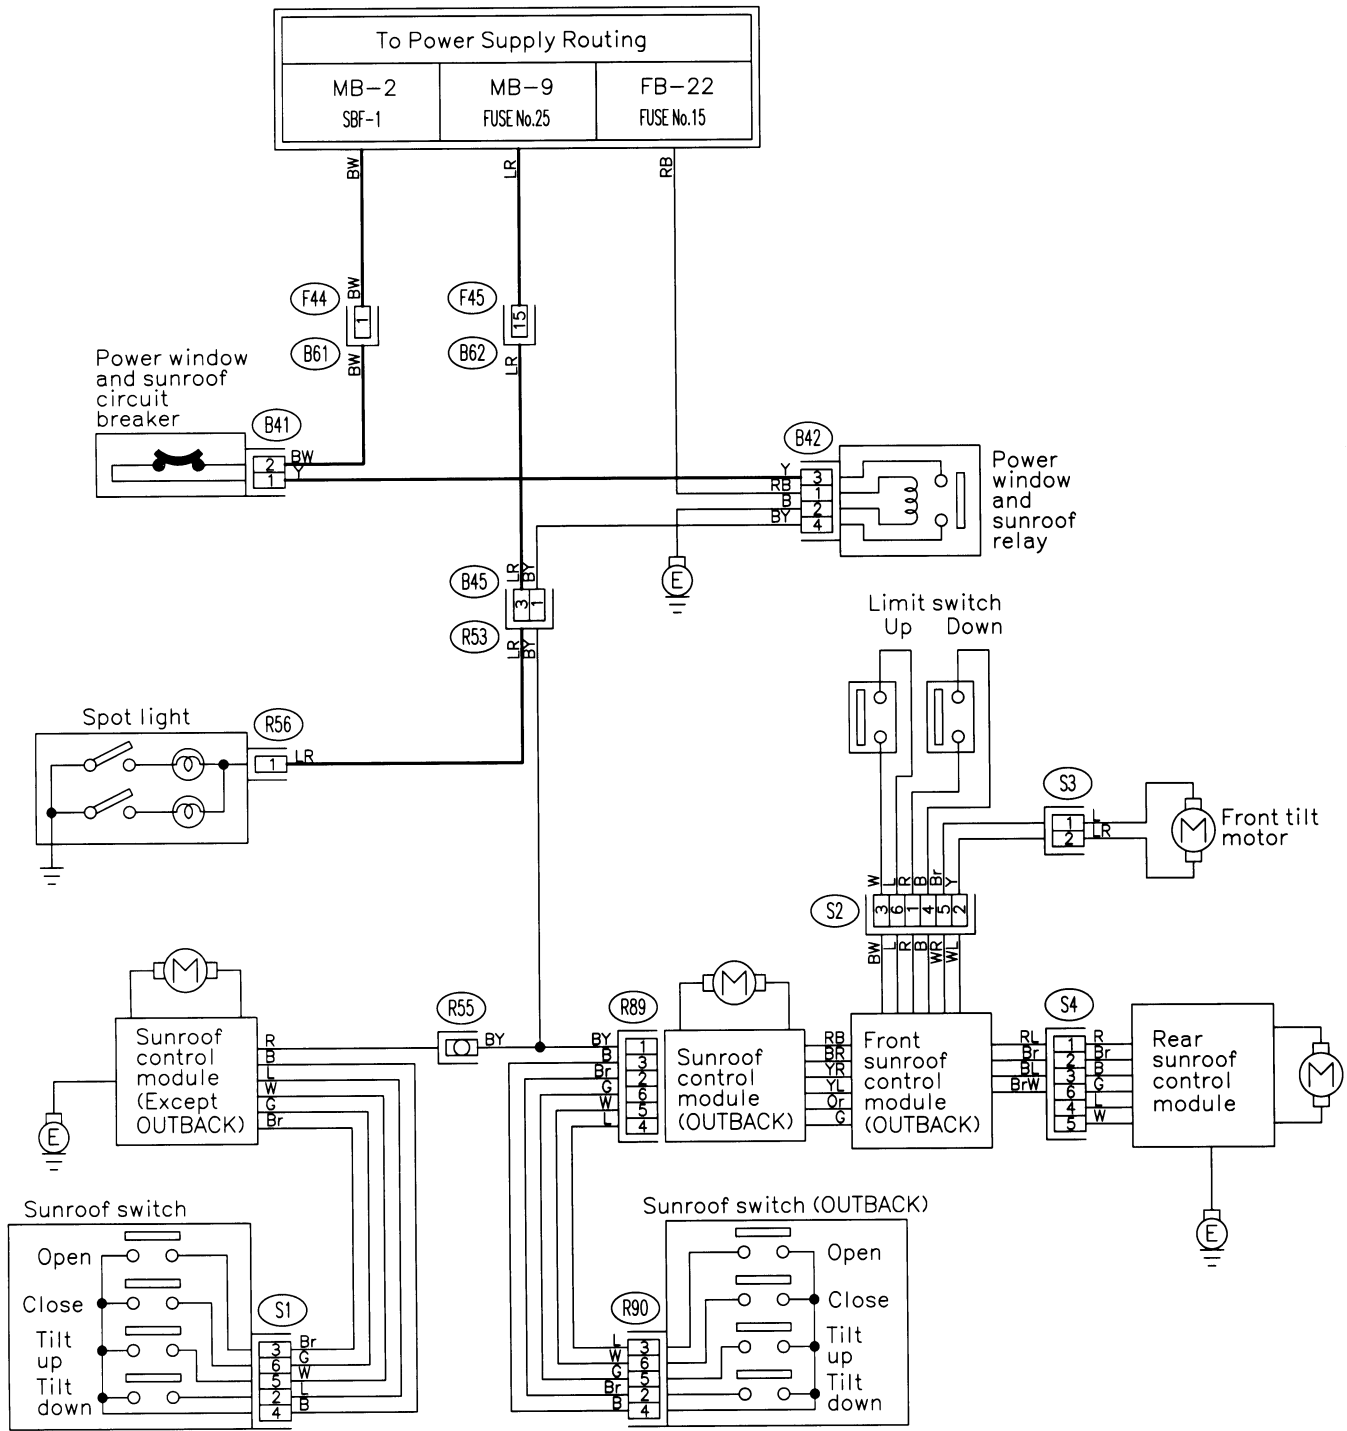 To Power Supply Routing
MB-2
SBF-1
MB-9
FUSE No.25
FB-22
FUSE No.15
BW
LR
RB
BW
F44
1
F45
15
B61
BW
B62
LR
Power window
and sunroof
circuit
breaker
B41
2
1
BW
Y
B42
Y
RB
B
BY
3
1
2
4
Power
window
and
sunroof
relay
E
LR
BY
B45
3
1
R53
LR
BY
Limit switch
Up
Down
Spot light
R56
1
LR
S3
1
2
L
LR
M
Front tilt
motor
W
L
R
B
Br
Y
S2
3
6
1
4
5
2
BW
L
R
B
WR
WL
M
Sunroof
control
module
(Except
OUTBACK)
R
B
L
W
G
Br
E
R55
BY
R89
BY
B
Br
G
W
L
1
3
2
6
5
4
M
Sunroof
control
module
(OUTBACK)
RB
BR
YR
YL
Or
G
Front
sunroof
control
module
(OUTBACK)
RL
Br
BL
BrW
S4
1
2
3
6
4
5
R
Br
B
G
L
W
Rear
sunroof
control
module
M
E
Sunroof switch
Open
Close
Tilt
up
Tilt
down
S1
3
6
5
2
4
Br
G
W
L
B
Sunroof switch (OUTBACK)
R90
L
W
G
Br
B
3
6
5
2
4
Open
Close
Tilt
up
Tilt
down